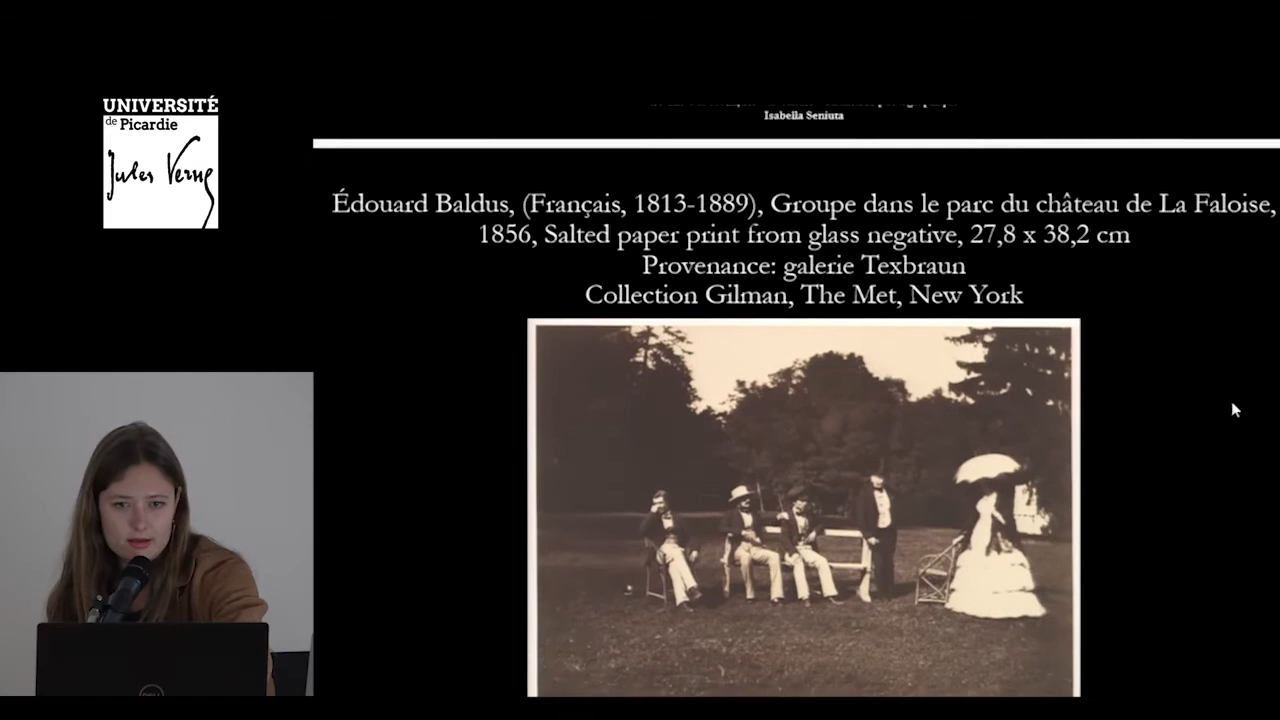 UNIVERSITÉ
de Picardie
Jules Verne
Isabella Seniuta
Édouard Baldus, (Français, 1813-1889), Groupe dans le parc du château de La Faloise,
1856, Salted paper print from glass negative, 27,8 x 38,2 cm
Provenance: galerie Texbraun
Collection Gilman, The Met, New York
DELL